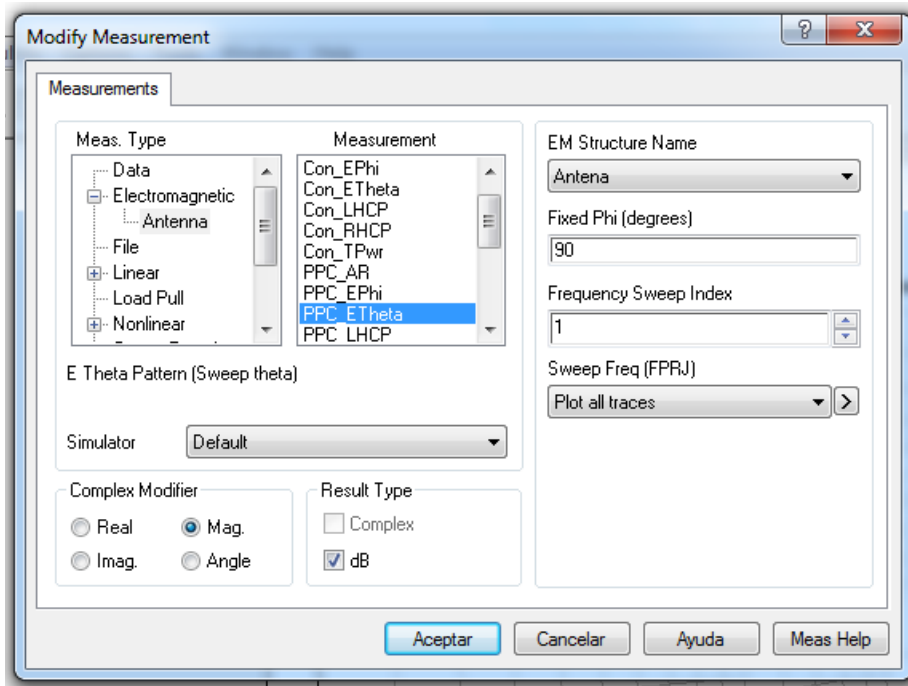 Modify Measurement
Measurements
Meas. Type
Data
Electromagnetic
Antenna
File
Linear
Load Pull
Nonlinear
Measurement
Con_EPhi
Con_ETheta
Con_LHCP
Con_RHCP
Con_TPwr
PPC_AR
PPC_EPhi
PPC_ETheta
PPC_LHCP
E Theta Pattern (Sweep theta)
Simulator
Default
Complex Modifier
Real
Mag.
Imag.
Angle
Result Type
Complex
dB
EM Structure Name
Antena
Fixed Phi (degrees)
90
Frequency Sweep Index
1
Sweep Freq (FPRJ)
Plot all traces
>
Aceptar
Cancelar
Ayuda
Meas Help